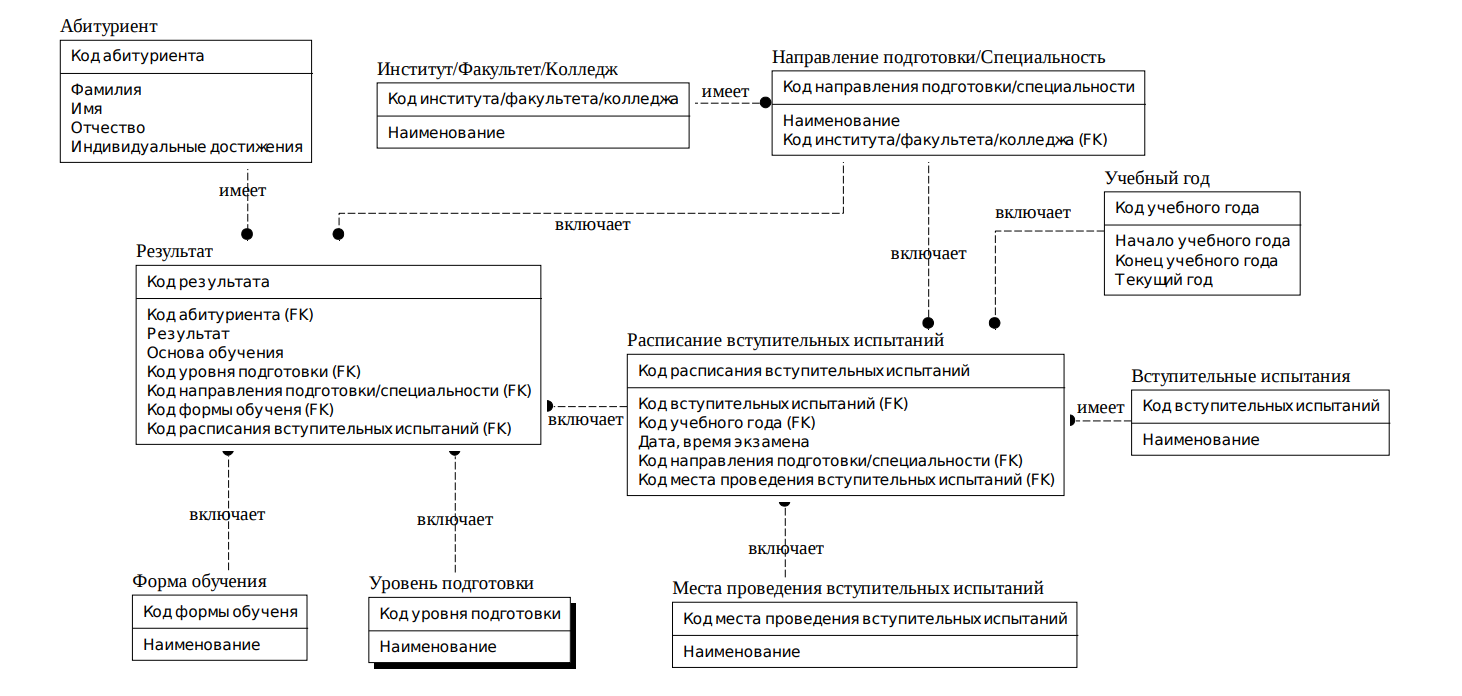 Абитуриент
Код абитуриента
Фамилия
Имя
Отчество
Индивидуальные достижения
Институт/Факультет/Колледж
Код института/факультета/колледжа
Наименование
имеет
Направление подготовки/Специальность
Код направления подготовки/специальности
Наименование
Код института/факультета/колледжа (FK)
имеет
включает
включает
Учебный год
Код учебного года
Начало учебного года
Конец учебного года
Текущий год
включает
Результат
Код результата
Код абитуриента (FK)
Результат
Основа обучения
Код уровня подготовки (FK)
Код направления подготовки/специальности (FK)
Код формы обученя (FK)
Код расписания вступительных испытаний (FK)
включает
Расписание вступительных испытаний
Код расписания вступительных испытаний
Код вступительных испытаний (FK)
Код учебного года (FK)
Дата, время экзамена
Код направления подготовки/специальности (FK)
Код места проведения вступительных испытаний (FK)
имеет
Вступительные испытания
Код вступительных испытаний
Наименование
включает
включает
включает
Форма обучения
Код формы обученя
Наименование
Уровень подготовки
Код уровня подготовки
Наименование
Места проведения вступительных испытаний
Код места проведения вступительных испытаний
Наименование